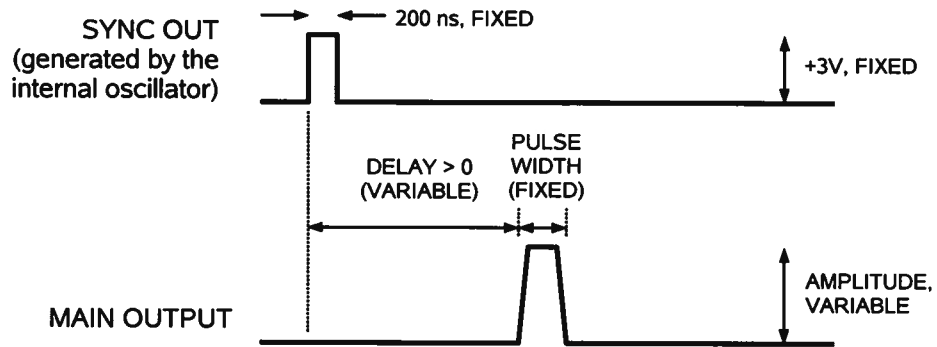 SYNC OUT
(generated by the
internal oscillator)
200 ns, FIXED
+3V, FIXED
DELAY > 0
(VARIABLE)
PULSE
WIDTH
(FIXED)
MAIN OUTPUT
AMPLITUDE,
VARIABLE